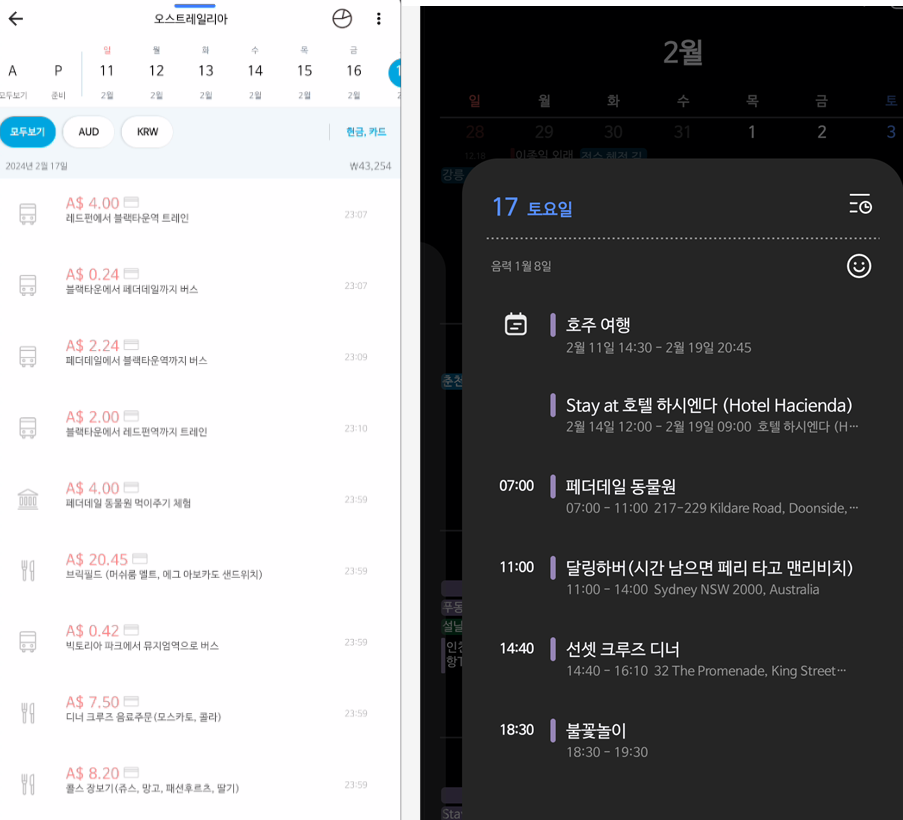 오스트레일리아
일 월 화 수 목 금
A P 11 12 13 14 15 16 1
모두보기 준비 2월 2월 2월 2월 2월 2월 2
모두보기 AUD KRW 현금, 카드
2024년 2월 17일 ₩43,254
A$ 4.00
레드펀에서 블랙타운역 트레인 23:07
A$ 0.24
블랙타운에서 페더데일까지 버스 23:07
A$ 2.24
페더데일에서 블랙타운역까지 버스 23:09
A$ 2.00
블랙타운에서 레드펀역까지 트레인 23:10
A$ 4.00
페더데일 동물원 먹이주기 체험 23:59
A$ 20.45
브릭필드 (머쉬룸 멜트, 에그 아보카도 샌드위치) 23:59
A$ 0.42
빅토리아 파크에서 뮤지엄역으로 버스 23:59
A$ 7.50
디너 크루즈 음료주문(모스카토, 콜라) 23:59
A$ 8.20
콜스 장보기(쥬스, 망고, 패션후르츠, 딸기) 23:59
2월
일 월 화 수 목 금 토
28 29 30 31 1 2 3
12.18
강릉
17 토요일
음력 1월 8일
호주 여행
2월 11일 14:30 - 2월 19일 20:45
춘천
Stay at 호텔 하시엔다 (Hotel Hacienda)
2월 14일 12:00 - 2월 19일 09:00 호텔 하시엔다 (H···
07:00 페더데일 동물원
07:00 - 11:00 217-229 Kildare Road, Doonside,···
11:00 달링하버(시간 남으면 페리 타고 맨리비치)
11:00 - 14:00 Sydney NSW 2000, Australia
푸동
설날
인천
항T
14:40 선셋 크루즈 디너
14:40 - 16:10 32 The Promenade, King Street···
18:30 불꽃놀이
18:30 - 19:30
Sta